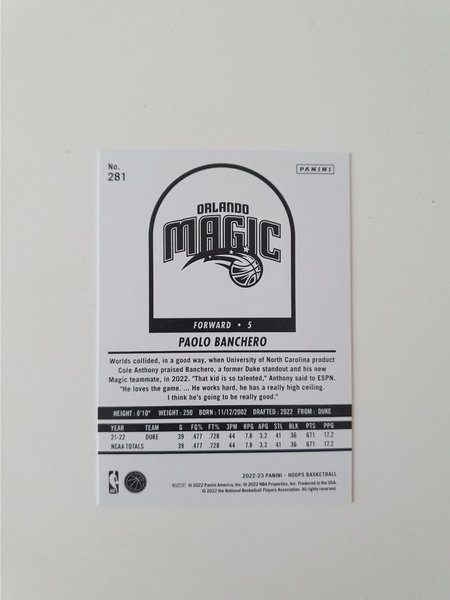 No.
281
PANINI
ORLANDO
MAGIC
FORWARD • 5
PAOLO BANCHERO
Worlds collided, in a good way, when University of North Carolina product
Cole Anthony praised Banchero, a former Duke standout and his new
Magic teammate, in 2022. "That kid is so talented," Anthony said to ESPN.
"He loves the game. ... He works hard, he has a really high ceiling.
I think he's going to be really good."
HEIGHT: 6'10" • WEIGHT: 250 BORN: 11/12/2002 DRAFTED: 2022 FROM: DUKE
YEAR TEAM G FG% FT% 3PM RPG APG STL BLK PTS PPG
21-22 DUKE 39 .477 .728 44 7.8 3.2 41 36 671 17.2
NCAA TOTALS 39 .477 .728 44 7.8 3.2 41 36 671 17.2
2022-23 PANINI – HOOPS BASKETBALL
© 2022 Panini America, Inc. © 2022 NBA Properties, Inc. Produced in the USA.
© 2022 the National Basketball Players Association. All rights reserved.